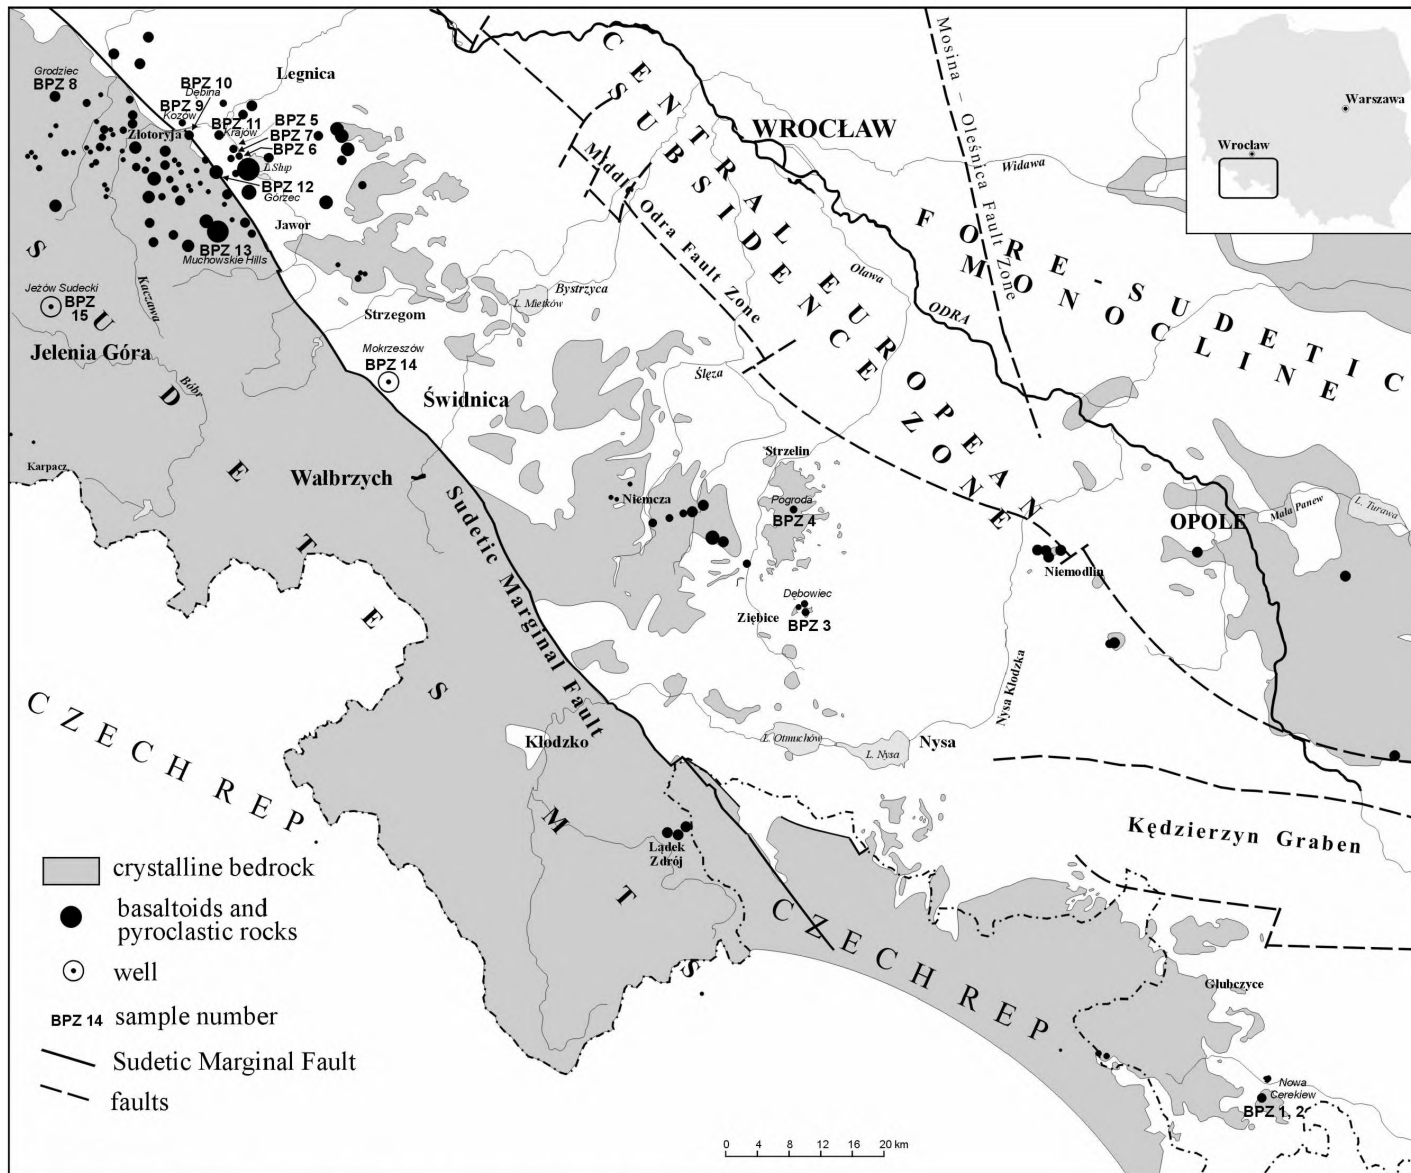 Grodziec
BPZ 8
BPZ 10
Dębina
BPZ 9
Kozów
Złotoryja
BPZ 11
Krajów
Legnica
BPZ 5
BPZ 7
BPZ 6
BPZ 12
Górzec
Jawor
BPZ 13
Muchowskie Hills
Kaczawa
Jeżów Sudecki
BPZ
15
Jelenia Góra
Bóbr
Karpacz
Strzegom
Mokrzeszów
BPZ 14
Świdnica
Wałbrzych
Bystrzyca
L. Mietków
Ślęza
WROCŁAW
Widawa
Oława
ODRA
CENTRAL EUROPEAN
SUBSIDENCE ZONE
Middle Odra Fault Zone
Mosina – Oleśnica Fault Zone
FORE-SUDETIC
MONOCLINE
Warszawa
Wrocław
SUDETES MTS
Sudetic Marginal Fault
Niemcza
Strzelin
Pogroda
BPZ 4
Dębowiec
BPZ 3
Ziębice
Niemodlin
OPOLE
Mała Panew
L. Turawa
Nysa Kłodzka
L. Otmuchów
L. Nysa
Nysa
Kłodzko
Lądek
Zdrój
Kędzierzyn Graben
CZECH REP.
CZECH REP.
Głubczyce
Nowa
Cerekiew
BPZ 1, 2
crystalline bedrock
basaltoids and
pyroclastic rocks
well
BPZ 14 sample number
Sudetic Marginal Fault
faults
0 4 8 12 16 20 km